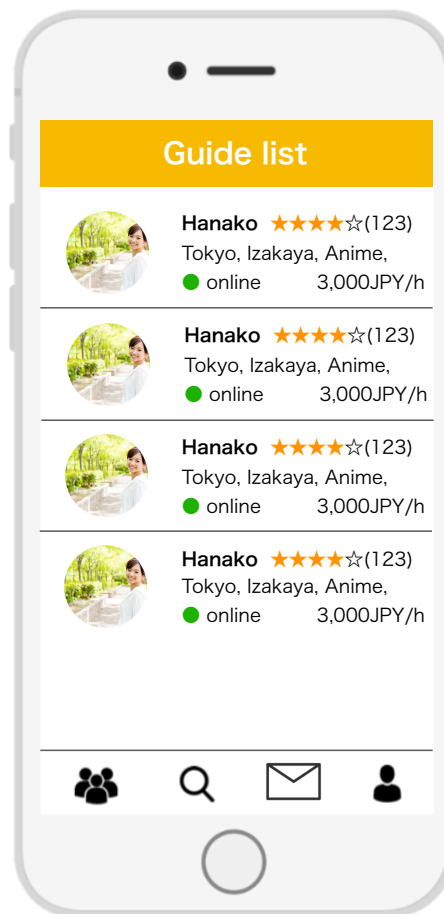 Guide list
Hanako ★★★★☆(123)
Tokyo, Izakaya, Anime,
online 3,000JPY/h
Hanako ★★★★☆(123)
Tokyo, Izakaya, Anime,
online 3,000JPY/h
Hanako ★★★★☆(123)
Tokyo, Izakaya, Anime,
online 3,000JPY/h
Hanako ★★★★☆(123)
Tokyo, Izakaya, Anime,
online 3,000JPY/h